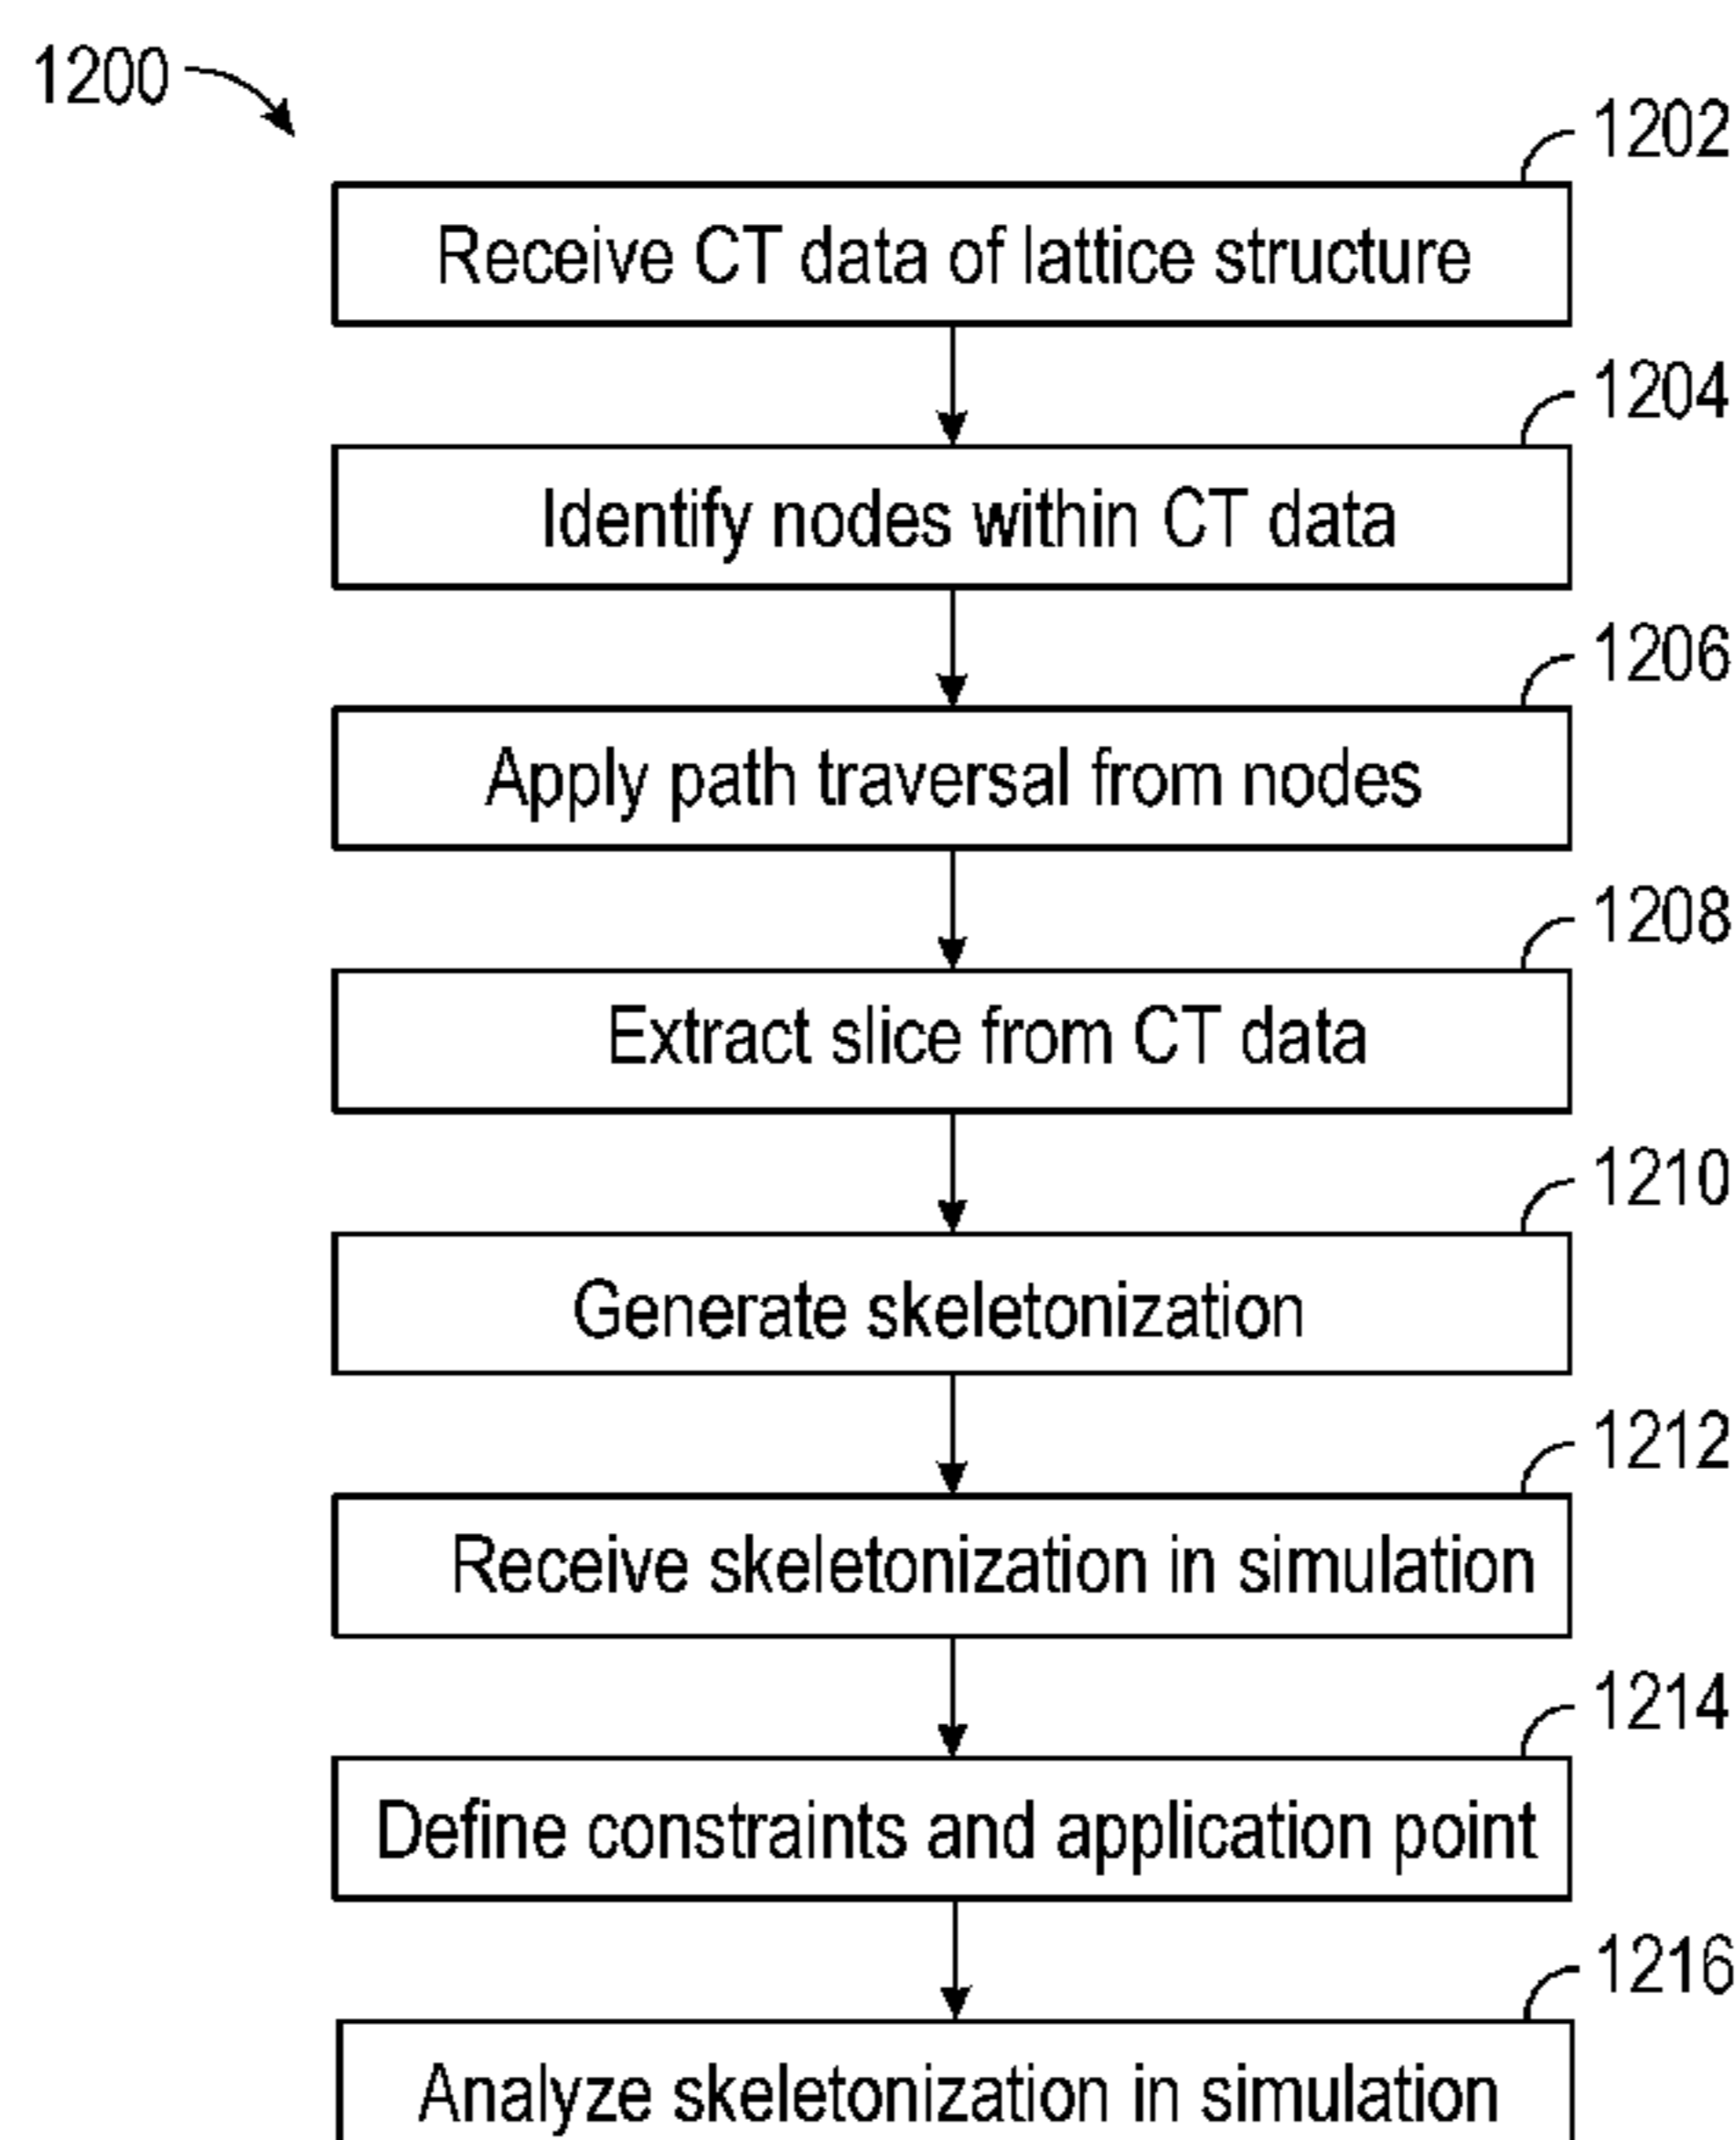 1200
1202
Receive CT data of lattice structure
1204
Identify nodes within CT data
1206
Apply path traversal from nodes
1208
Extract slice from CT data
1210
Generate skeletonization
1212
Receive skeletonization in simulation
1214
Define constraints and application point
1216
Analyze skeletonization in simulation